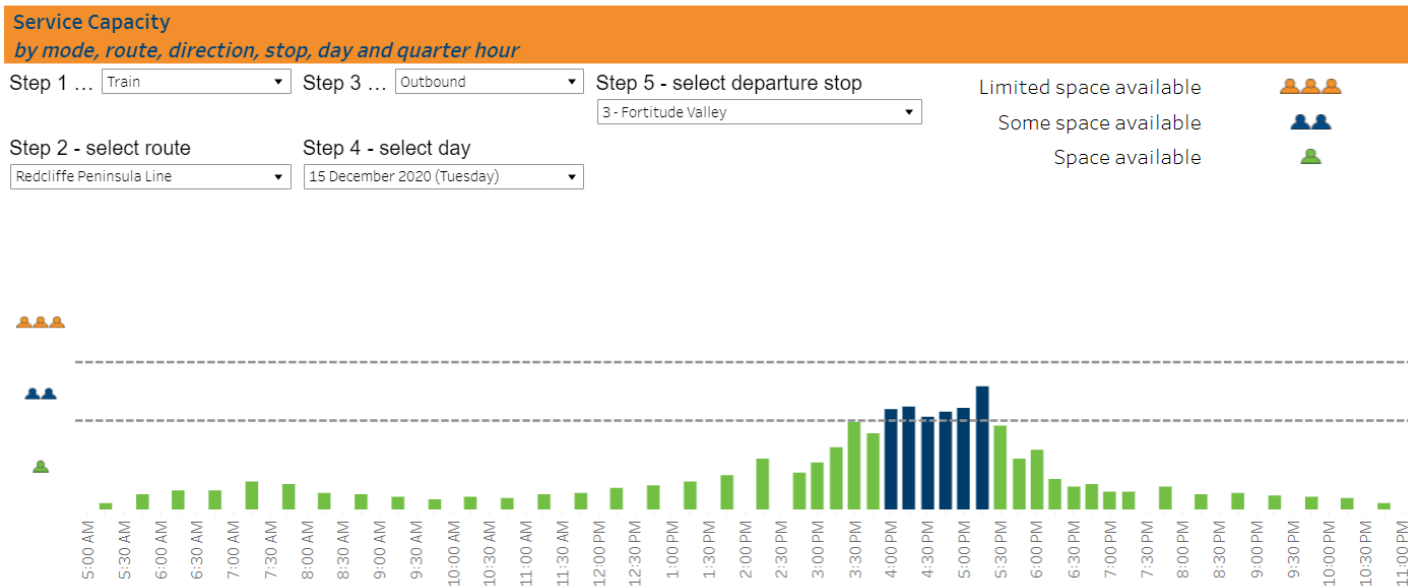 Service Capacity
by mode, route, direction, stop, day and quarter hour
Step 1 ... Train
Step 3 ... Outbound
Step 5 - select departure stop
3 - Fortitude Valley
Step 2 - select route
Redcliffe Peninsula Line
Step 4 - select day
15 December 2020 (Tuesday)
Limited space available
Some space available
Space available
5:00 AM
5:30 AM
6:00 AM
6:30 AM
7:00 AM
7:30 AM
8:00 AM
8:30 AM
9:00 AM
9:30 AM
10:00 AM
10:30 AM
11:00 AM
11:30 AM
12:00 PM
12:30 PM
1:00 PM
1:30 PM
2:00 PM
2:30 PM
3:00 PM
3:30 PM
4:00 PM
4:30 PM
5:00 PM
5:30 PM
6:00 PM
6:30 PM
7:00 PM
7:30 PM
8:00 PM
8:30 PM
9:00 PM
9:30 PM
10:00 PM
10:30 PM
11:00 PM